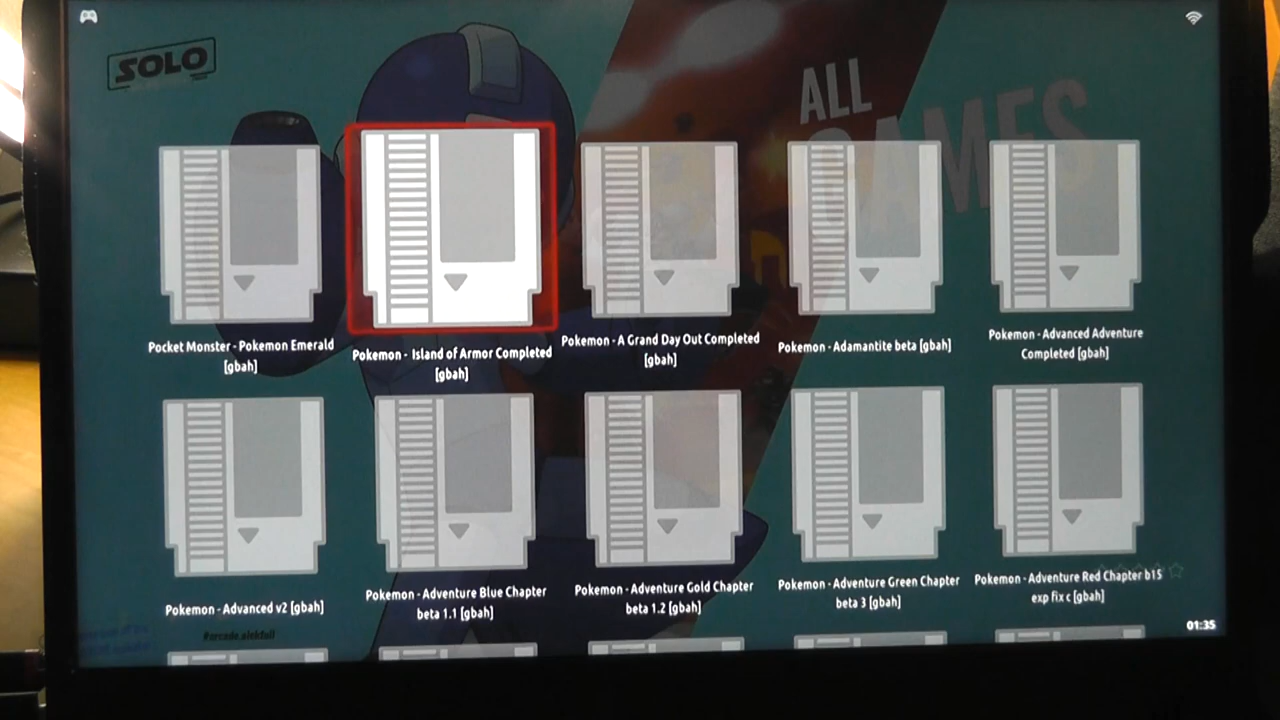 SOLO
ALL
GAMES
Pocket Monster - Pokemon Emerald
[gbah]
Pokemon - Island of Armor Completed
[gbah]
Pokemon - A Grand Day Out Completed
[gbah]
Pokemon - Adamantite beta [gbah]
Pokemon - Advanced Adventure
Completed [gbah]
Pokemon - Advanced v2 [gbah]
Pokemon - Adventure Blue Chapter
beta 1.1 [gbah]
Pokemon - Adventure Gold Chapter
beta 1.2 [gbah]
Pokemon - Adventure Green Chapter
beta 3 [gbah]
Pokemon - Adventure Red Chapter b15
exp fix c [gbah]
#arcade.alekfull
01:35